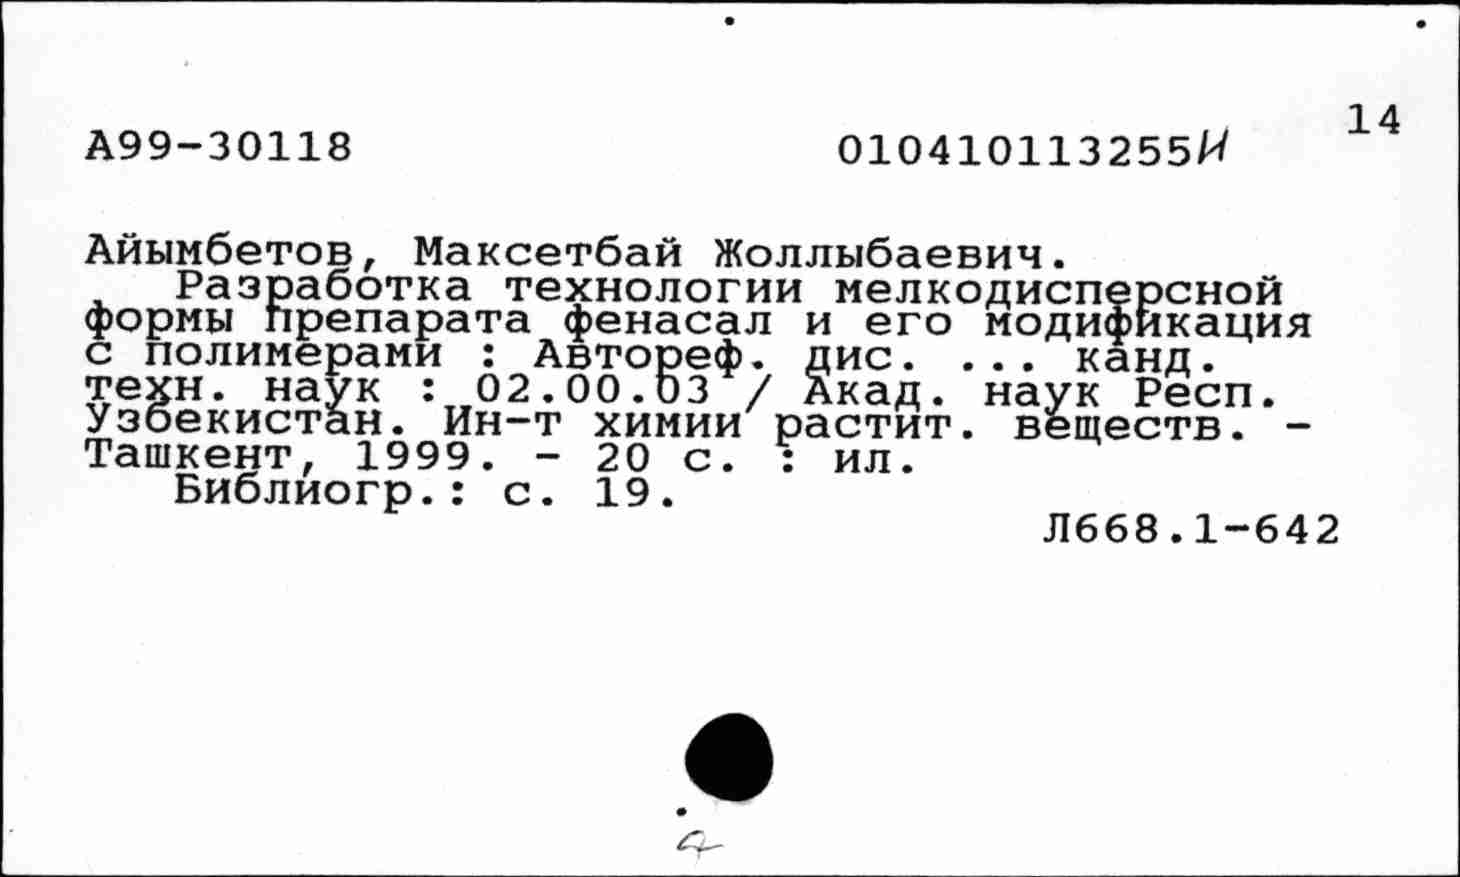 14
А99-30118 010410113255И
Айымбетов, Максетбай Жоллыбаевич.
Разработка технологии мелкодисперсной
формы препарата фенасал и его модификация
с полимерами : Автореф. дис. ... канд.
техн. наук : 02.00.03 / Акад. наук Респ.
Узбекистан. Ин-т химии растит. веществ. -
Ташкент, 1999. - 20 с. : ил.
Библиогр.: с. 19.
Л668.1-642